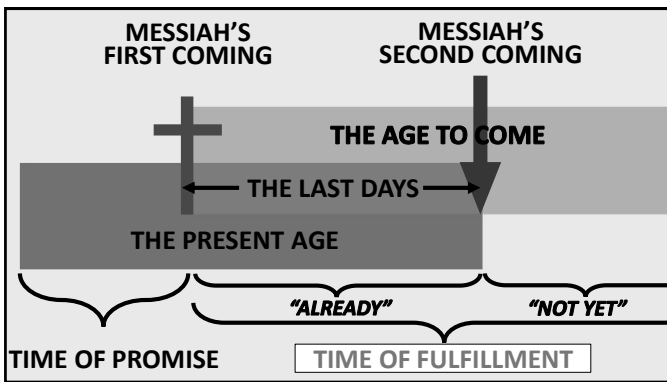 MESSIAH'S
FIRST COMING
MESSIAH'S
SECOND COMING
THE AGE TO COME
THE LAST DAYS
THE PRESENT AGE
"ALREADY"
"NOT YET"
TIME OF PROMISE
TIME OF FULFILLMENT